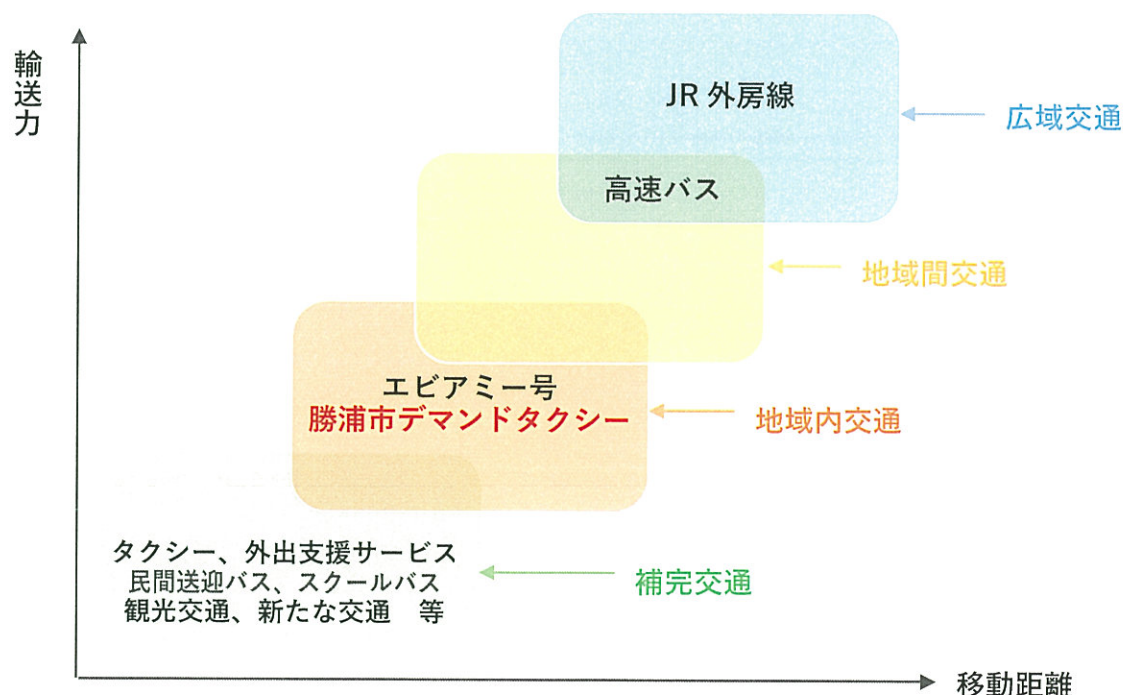 輸送力
JR 外房線
広域交通
高速バス
地域間交通
エビアミー号
勝浦市デマンドタクシー
地域内交通
タクシー、外出支援サービス
民間送迎バス、スクールバス
観光交通、新たな交通　等
補完交通
移動距離